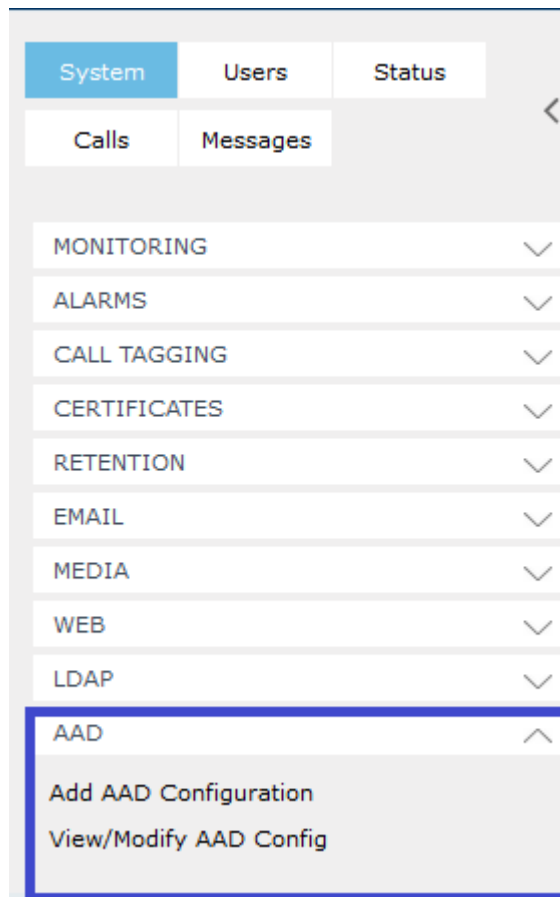 System Users Status
Calls Messages
MONITORING
ALARMS
CALL TAGGING
CERTIFICATES
RETENTION
EMAIL
MEDIA
WEB
LDAP
AAD
Add AAD Configuration
View/Modify AAD Config